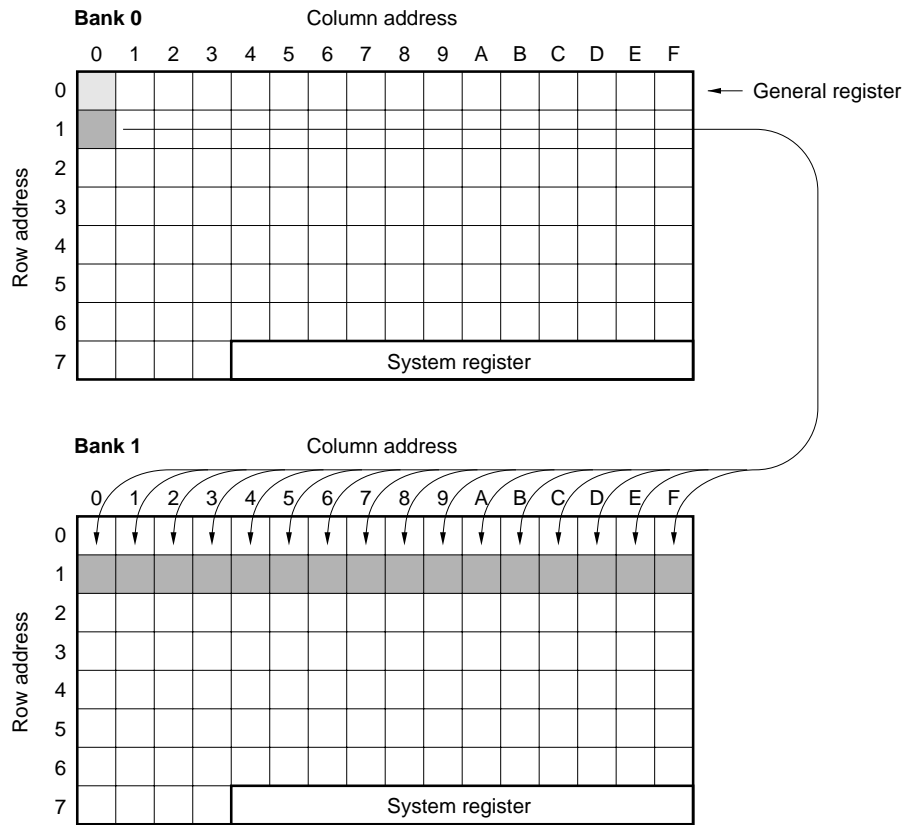 Bank 0 Column address
0 1 2 3 4 5 6 7 8 9 A B C D E F
0 General register
1
2
3
4
5
6
7 System register
Row address
Bank 1 Column address
0 1 2 3 4 5 6 7 8 9 A B C D E F
0
1
2
3
4
5
6
7 System register
Row address